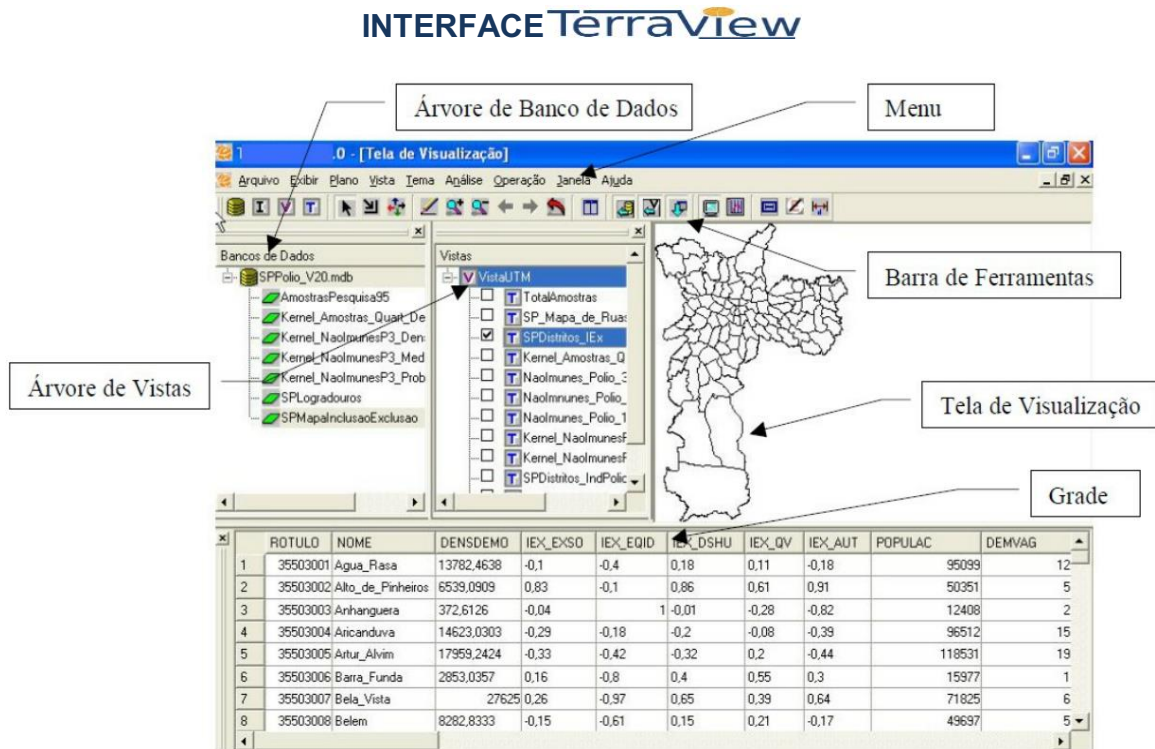 INTERFACE TerraView
Árvore de Banco de Dados
Menu
.0 - [Tela de Visualização]
Arquivo Exibir Plano Vista Tema Análise Operação Janela Ajuda
Bancos de Dados
SPPolio_V20.mdb
AmostrasPesquisa95
Kernel_Amostras_Quart_De
Kernel_NaoImunesP3_Den
Kernel_NaoImunesP3_Med
Kernel_NaoImunesP3_Prob
SPLogradouros
SPMapaInclusaoExclusao
Vistas
VistaUTM
TotalAmostras
SP_Mapa_de_Ruas
SPDistritos_IEx
Kernel_Amostras_Q
NaoImunes_Polio_3
NaoImnunes_Polio_
NaoImunes_Polio_1
Kernel_NaoImunesF
Kernel_NaoImunesF
SPDistritos_IndPolic
Barra de Ferramentas
Árvore de Vistas
Tela de Visualização
Grade
ROTULO NOME DENSDEMO IEX_EXSO IEX_EQID IEX_DSHU IEX_QV IEX_AUT POPULAC DEMVAG
1 35503001 Agua_Rasa 13782,4638 -0,1 -0,4 0,18 0,11 -0,18 95099 12
2 35503002 Alto_de_Pinheiros 6539,0909 0,83 -0,1 0,86 0,61 0,91 50351 5
3 35503003 Anhanguera 372,6126 -0,04 1 -0,01 -0,28 -0,82 12408 2
4 35503004 Aricanduva 14623,0303 -0,29 -0,18 -0,2 -0,08 -0,39 96512 15
5 35503005 Artur_Alvim 17959,2424 -0,33 -0,42 -0,32 0,2 -0,44 118531 19
6 35503006 Barra_Funda 2853,0357 0,16 -0,8 0,4 0,55 0,3 15977 1
7 35503007 Bela_Vista 27625 0,26 -0,97 0,65 0,39 0,64 71825 6
8 35503008 Belem 8282,8333 -0,15 -0,61 0,15 0,21 -0,17 49697 5